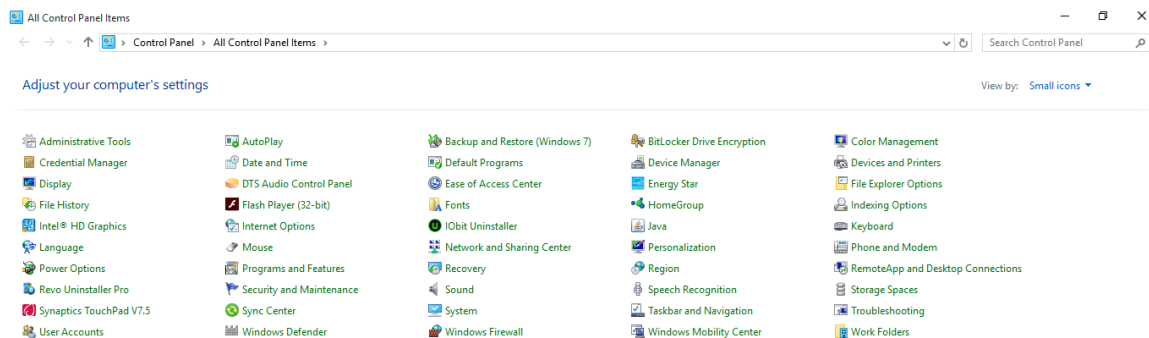 All Control Panel Items
Control Panel > All Control Panel Items >
Search Control Panel
Adjust your computer's settings
View by: Small icons
Administrative Tools AutoPlay Backup and Restore (Windows 7) BitLocker Drive Encryption Color Management
Credential Manager Date and Time Default Programs Device Manager Devices and Printers
Display DTS Audio Control Panel Ease of Access Center Energy Star File Explorer Options
File History Flash Player (32-bit) Fonts HomeGroup Indexing Options
Intel® HD Graphics Internet Options IObit Uninstaller Java Keyboard
Language Mouse Network and Sharing Center Personalization Phone and Modem
Power Options Programs and Features Recovery Region RemoteApp and Desktop Connections
Revo Uninstaller Pro Security and Maintenance Sound Speech Recognition Storage Spaces
Synaptics TouchPad V7.5 Sync Center System Taskbar and Navigation Troubleshooting
User Accounts Windows Defender Windows Firewall Windows Mobility Center Work Folders